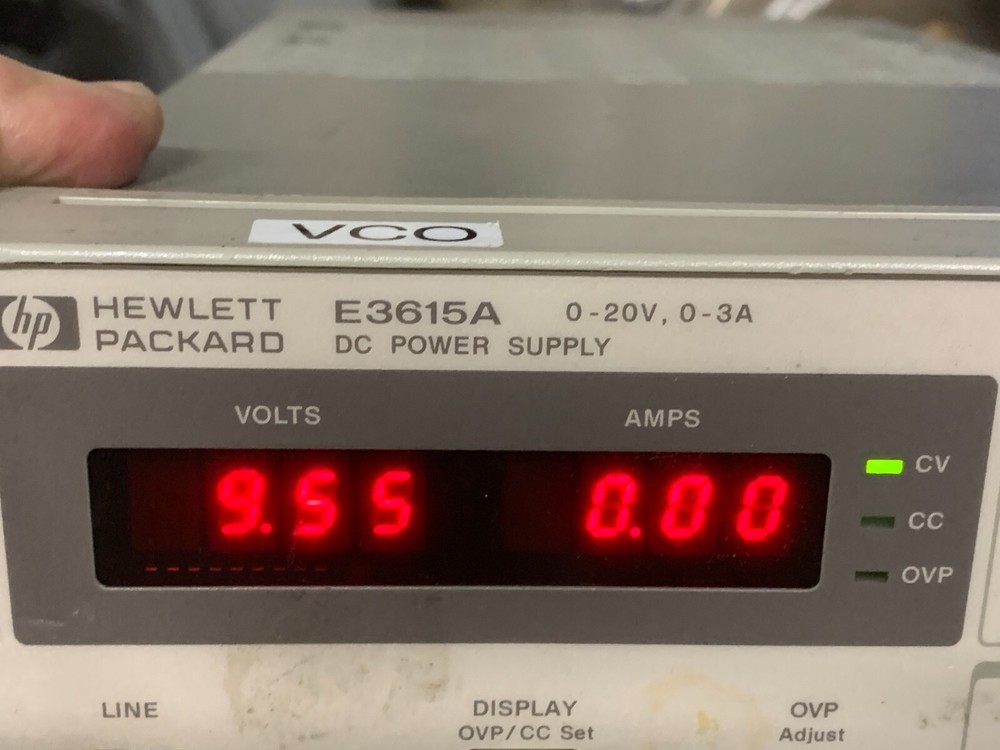 VCO
hp HEWLETT PACKARD E3615A 0-20V, 0-3A
DC POWER SUPPLY
VOLTS AMPS
9.55 0.00
CV
CC
OVP
LINE DISPLAY OVP
OVP/CC Set Adjust